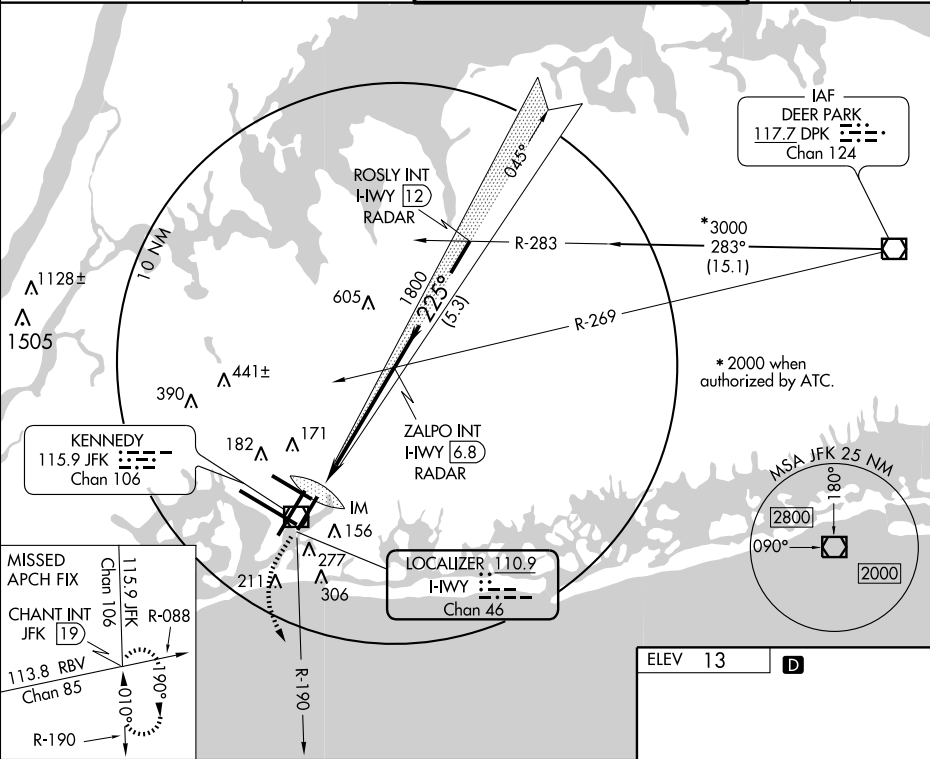 IAF
DEER PARK
117.7 DPK
Chan 124
ROSLY INT
I-IWY 12
RADAR
045°
10 NM
R-283
*3000
283°
(15.1)
1128±
1505
605
1800
225°
(5.3)
R-269
* 2000 when
authorized by ATC.
441±
390
KENNEDY
115.9 JFK
Chan 106
182
171
ZALPO INT
I-IWY 6.8
RADAR
IM
156
277
211
306
LOCALIZER 110.9
I-IWY
Chan 46
R-190
MSA JFK 25 NM
180°
2800
090°
2000
MISSED
APCH FIX
CHANT INT
JFK 19
Chan 106
115.9 JFK
R-088
113.8 RBV
Chan 85
190°
010°
R-190
ELEV 13
D